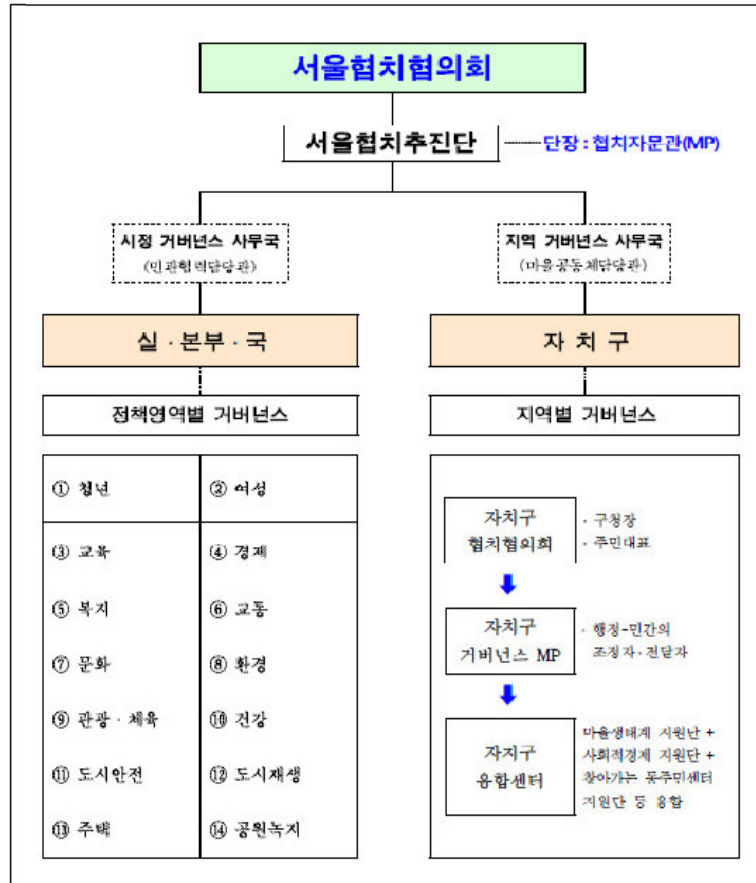 서울협치협의회
서울협치추진단
단장 : 협치자문관(MP)
시정 거버넌스 사무국
(민관협력담당관)
지역 거버넌스 사무국
(마을공동체담당관)
실 · 본부 · 국
자 치 구
정책영역별 거버넌스
지역별 거버넌스
① 청년
② 여성
③ 교육
④ 경제
⑤ 복지
⑥ 교통
⑦ 문화
⑧ 환경
⑨ 관광 · 체육
⑩ 건강
⑪ 도시안전
⑫ 도시재생
⑬ 주택
⑭ 공원녹지
자치구
협치협의회
· 구청장
· 주민대표
자치구
거버넌스 MP
· 행정-민간의
조정자·전달자
자치구
융합센터
마을생태계 지원단 +
사회적경제 지원단 +
찾아가는 동주민센터
지원단 등 융합